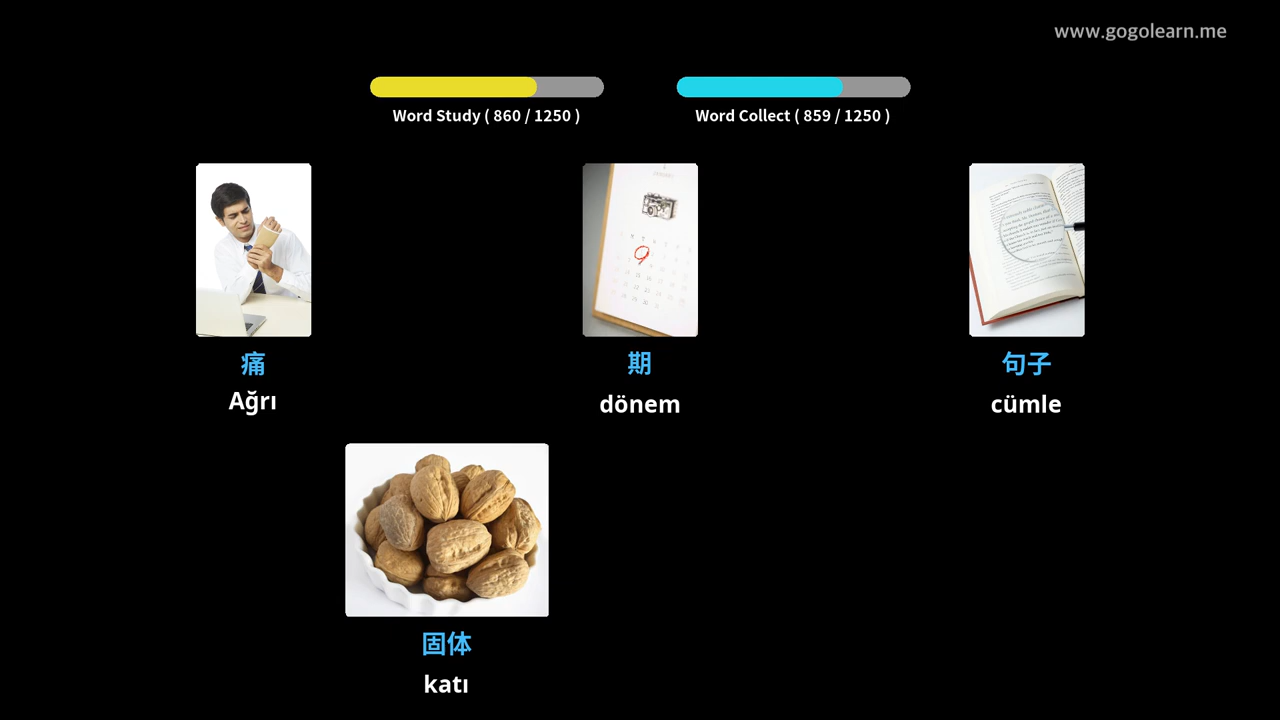 www.gogolearn.me
Word Study ( 860 / 1250 )
Word Collect ( 859 / 1250 )
痛
Ağrı
期
dönem
句子
cümle
固体
katı